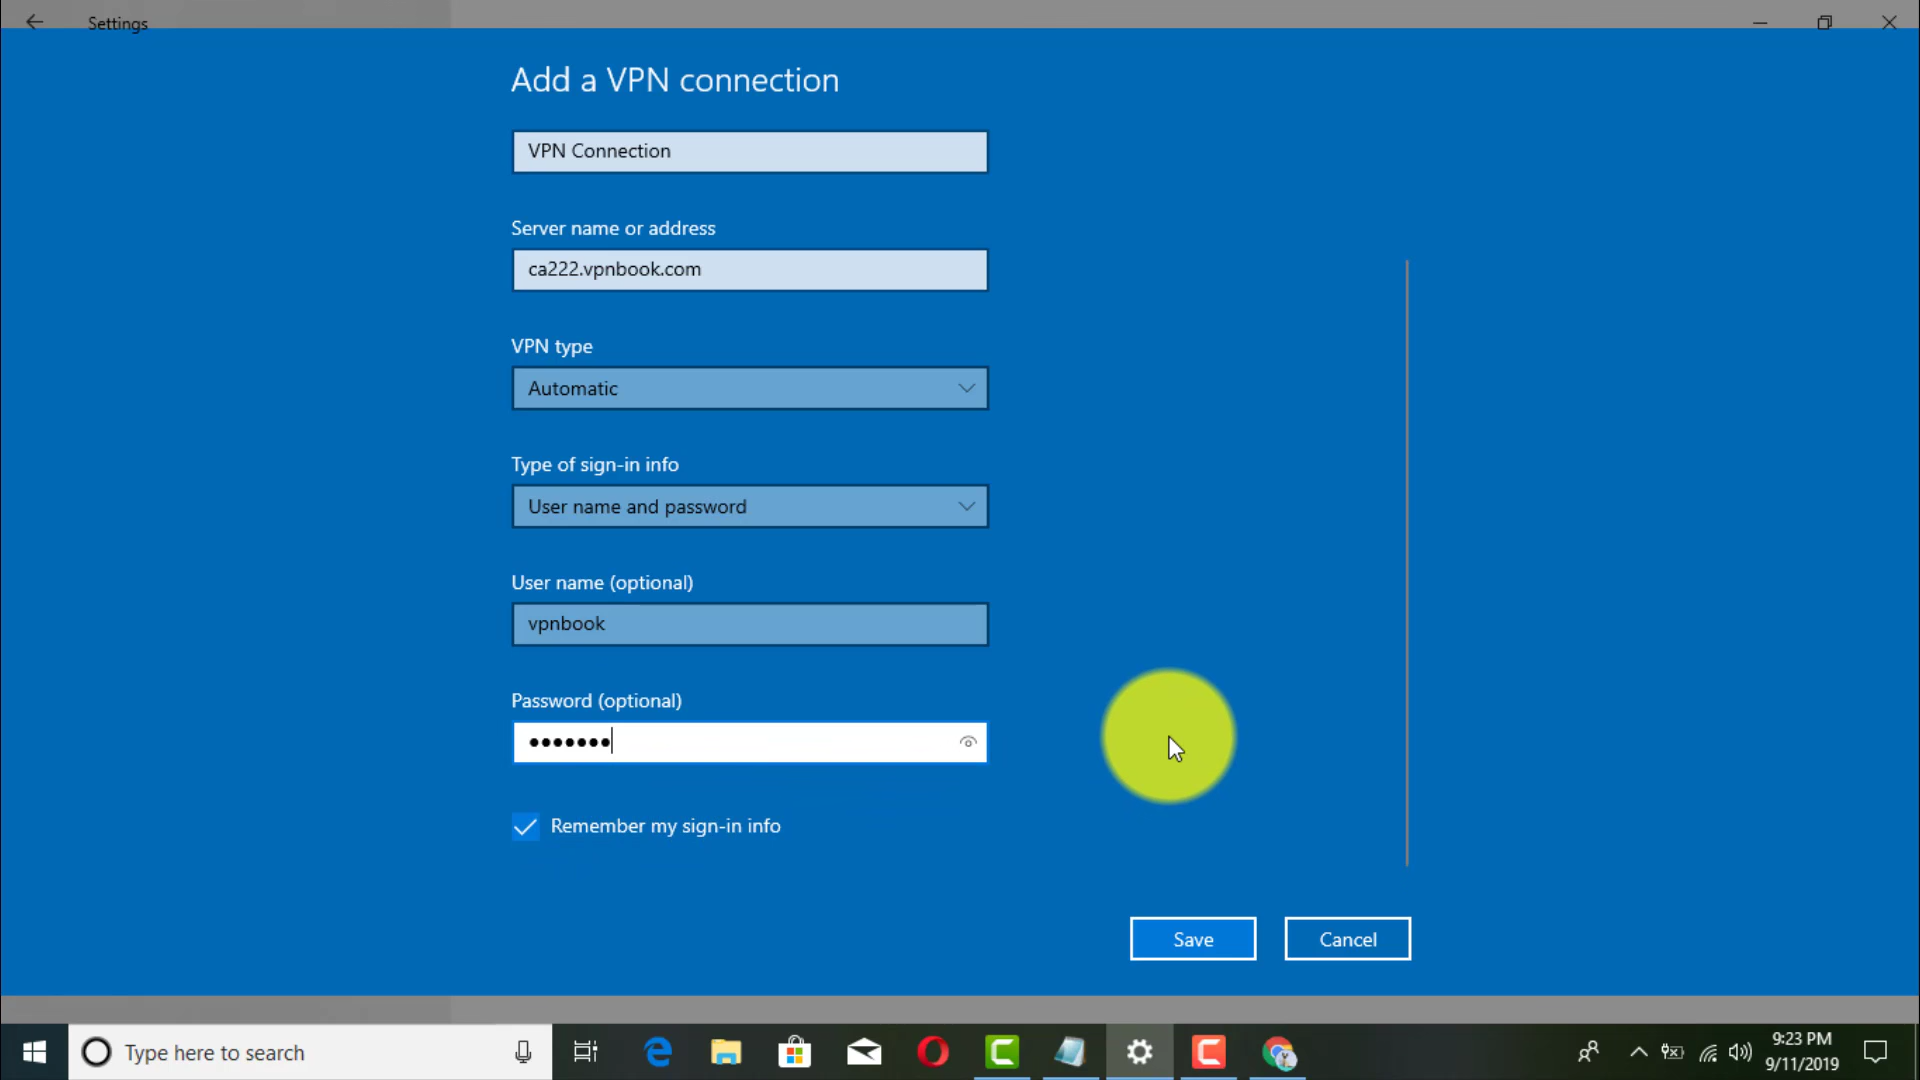 Settings
Add a VPN connection
VPN Connection
Server name or address
ca222.vpnbook.com
VPN type
Automatic
Type of sign-in info
User name and password
User name (optional)
vpnbook
Password (optional)
•••••••
Remember my sign-in info
Save
Cancel
Type here to search
9:23 PM
9/11/2019